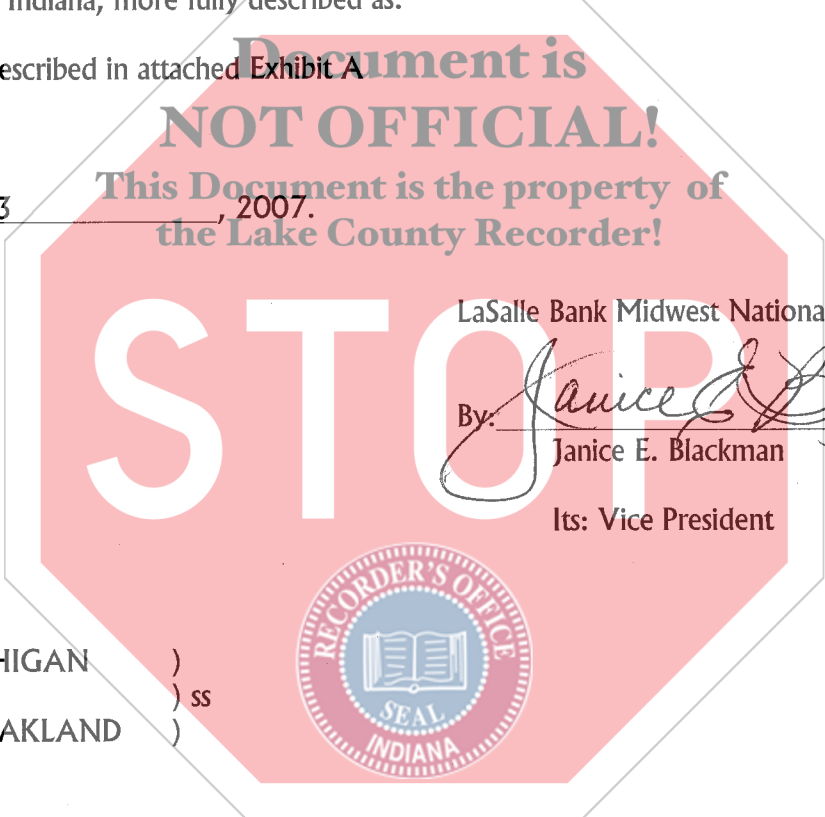 Indiana, more fully described as:
escribed in attached Exhibit A
Document is
NOT OFFICIAL!
This Document is the property of
the Lake County Recorder!
3 , 2007.
STOP
LaSalle Bank Midwest Nationa
By: Janice E
Janice E. Blackman
Its: Vice President
RECORDER'S OFFICE
SEAL
INDIANA
HIGAN )
) ss
AKLAND )